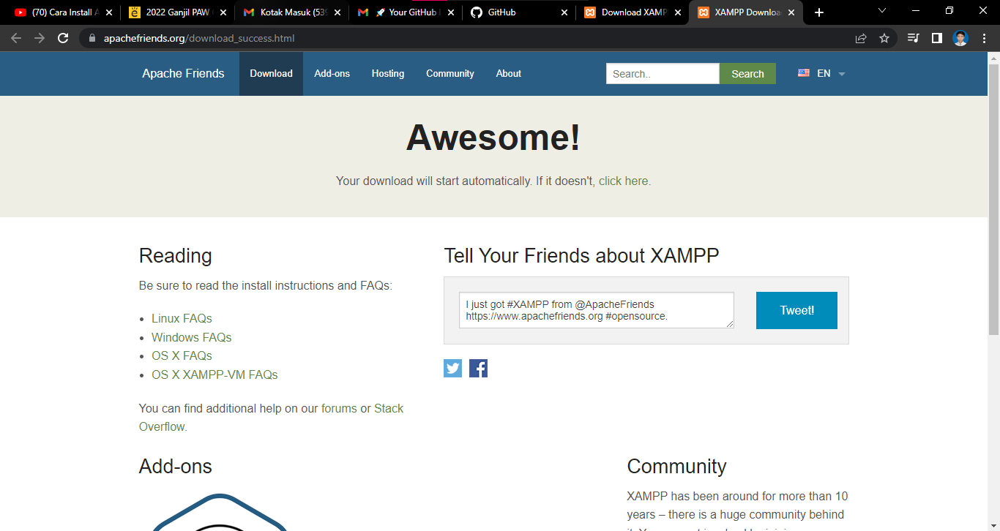 (70) Cara Install A
2022 Ganjil PAW
Kotak Masuk (539
🚀 Your GitHub
GitHub
Download XAMP
XAMPP Downloa
apachefriends.org/download_success.html
Apache Friends
Download
Add-ons
Hosting
Community
About
Search..
Search
EN
Awesome!
Your download will start automatically. If it doesn't, click here.
Reading
Be sure to read the install instructions and FAQs:
Linux FAQs
Windows FAQs
OS X FAQs
OS X XAMPP-VM FAQs
You can find additional help on our forums or Stack
Overflow.
Tell Your Friends about XAMPP
I just got #XAMPP from @ApacheFriends
https://www.apachefriends.org #opensource.
Tweet!
Add-ons
Community
XAMPP has been around for more than 10
years – there is a huge community behind